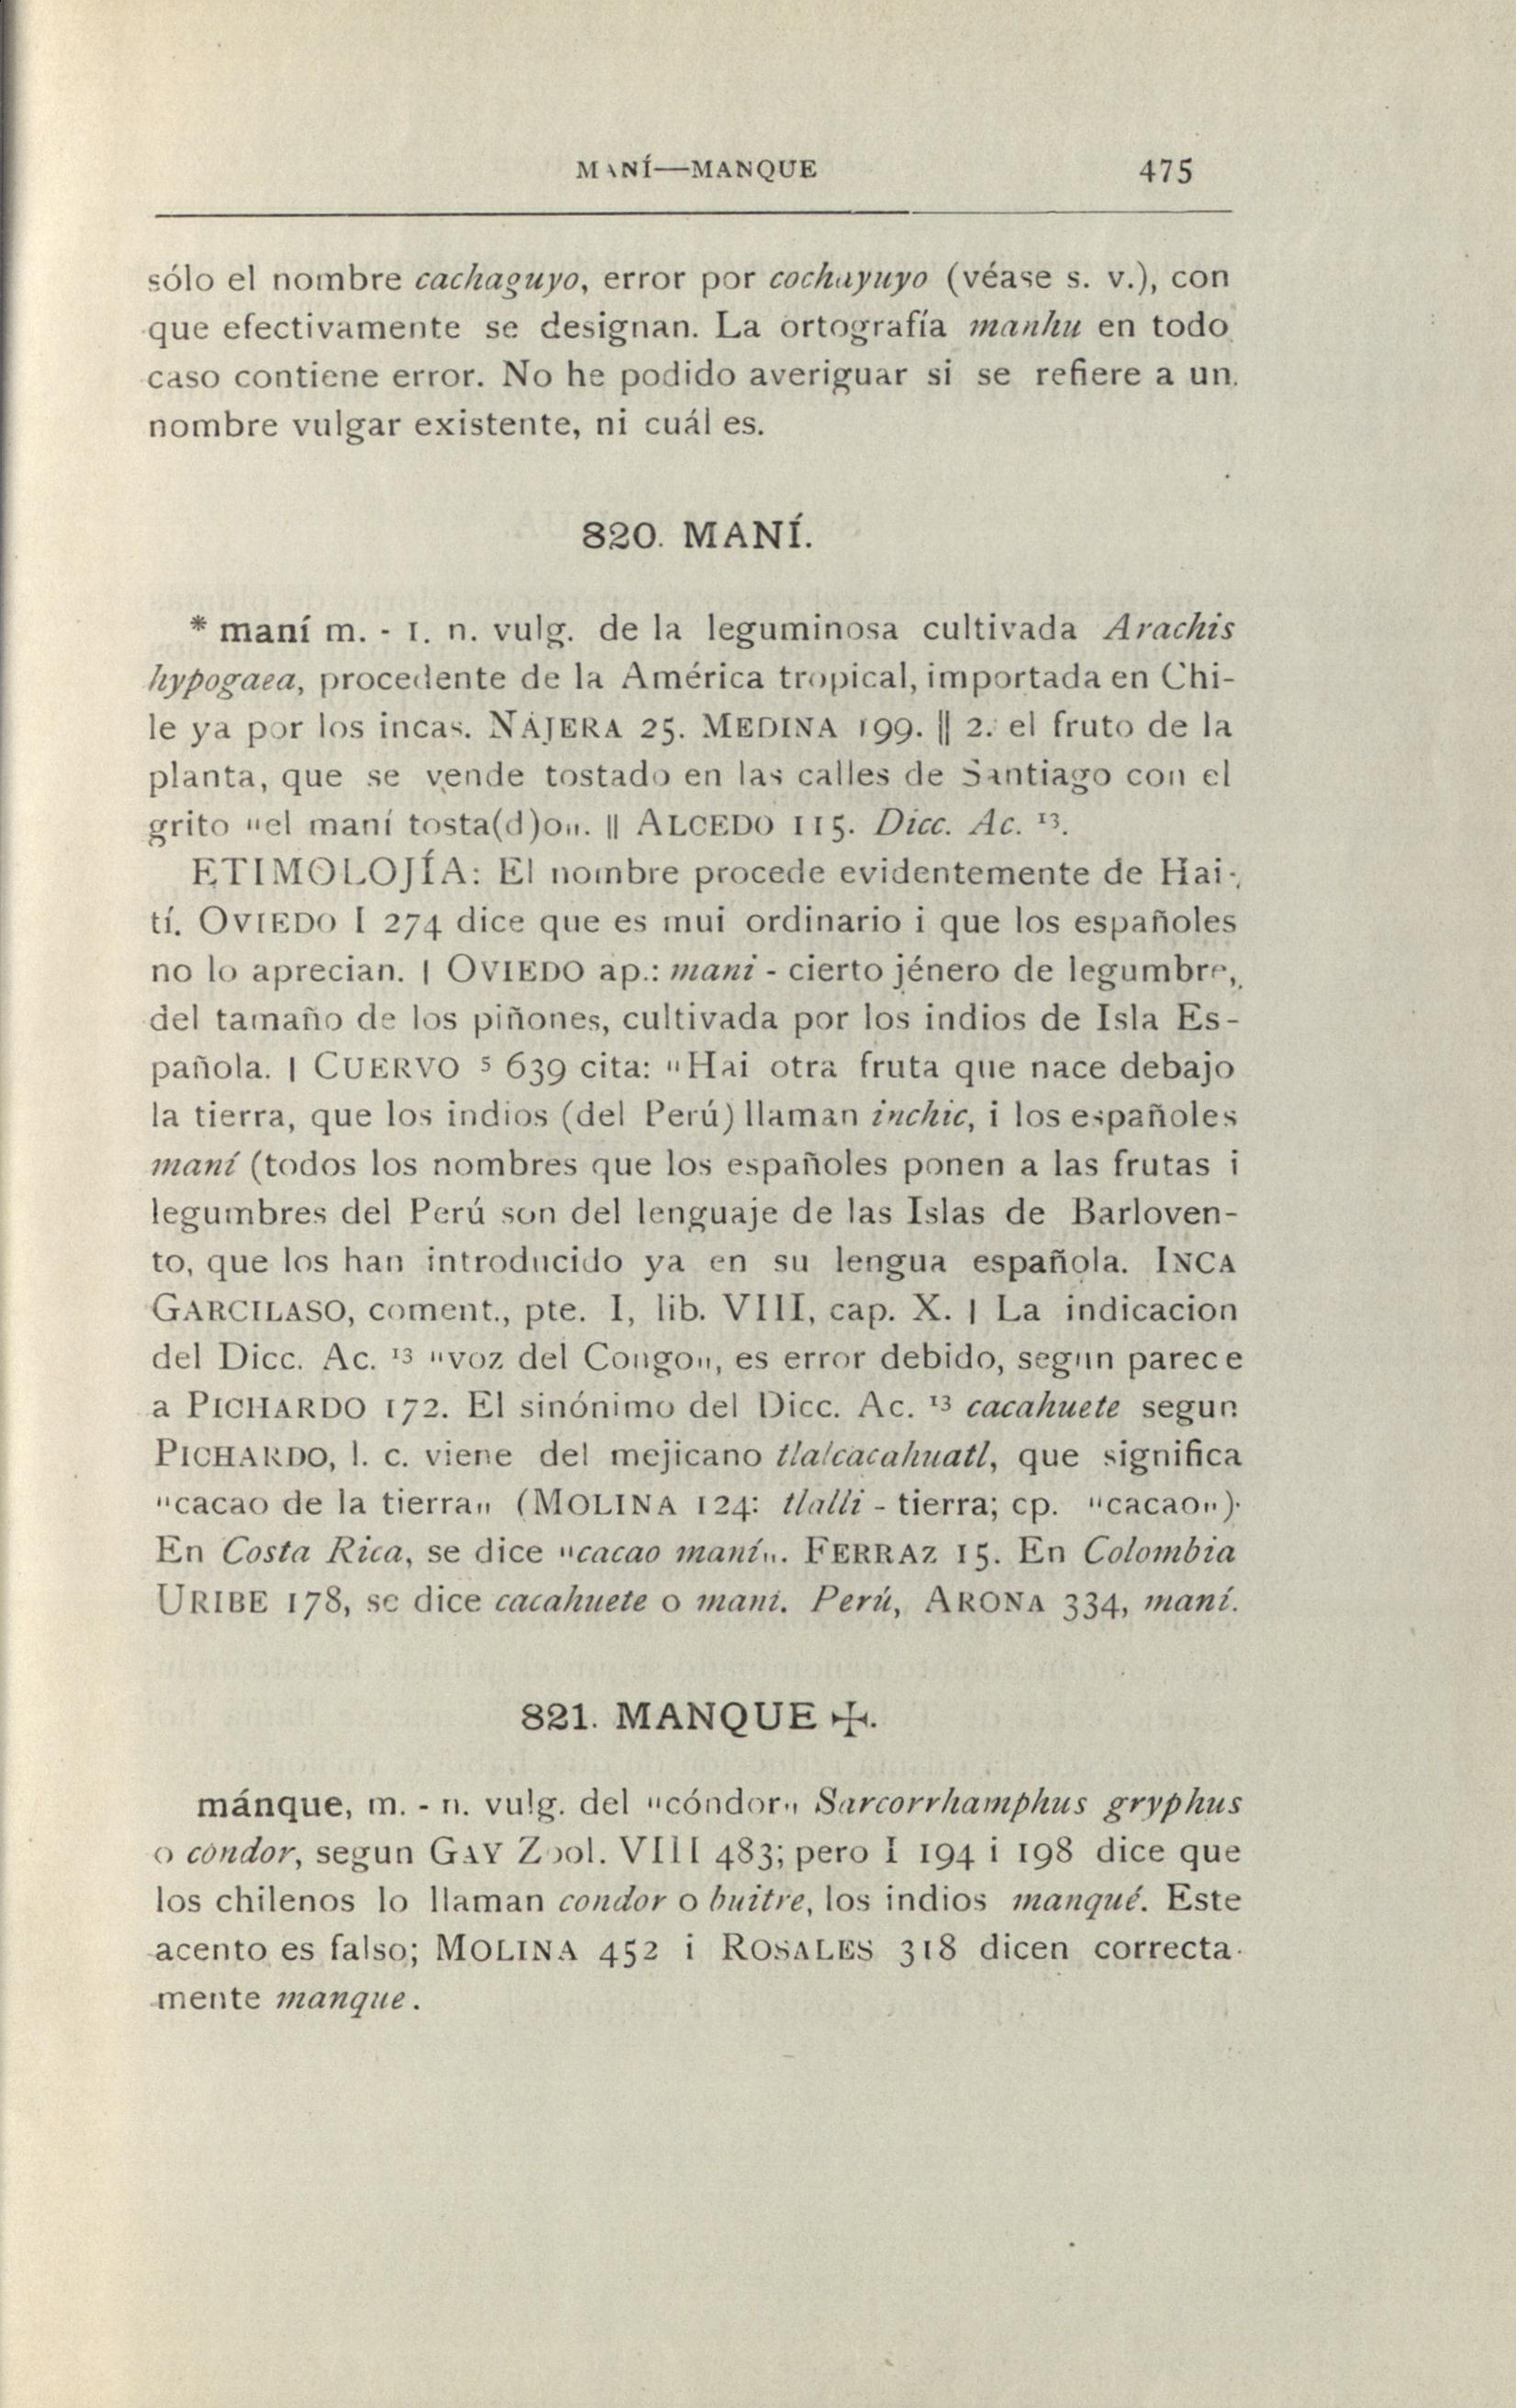 MANÍ—MANQUE 475
sólo el nombre cachaguyo, error por cochayuyo (véase s. v.), con
que efectivamente se designan. La ortografía manhu en todo
caso contiene error. No he podido averiguar si se refiere a un
nombre vulgar existente, ni cuál es.
820. MANÍ.
* maní m. - 1. n. vulg. de la leguminosa cultivada Arachis
hypogaea, procedente de la América tropical, importada en Chi-
le ya por los incas. NÁJERA 25. MEDINA 199. || 2. el fruto de la
planta, que se vende tostado en las calles de Santiago con el
grito "el maní tosta(d)o". || ALCEDO 115. Dicc. Ac. 13.
ETIMOLOJÍA: El nombre procede evidentemente de Hai-
tí. OVIEDO I 274 dice que es mui ordinario i que los españoles
no lo aprecian. | OVIEDO ap.: mani - cierto jénero de legumbre,
del tamaño de los piñones, cultivada por los indios de Isla Es-
pañola. | CUERVO 5 639 cita: "Hai otra fruta que nace debajo
la tierra, que los indios (del Perú) llaman inchic, i los españoles
maní (todos los nombres que los españoles ponen a las frutas i
legumbres del Perú son del lenguaje de las Islas de Barloven-
to, que los han introducido ya en su lengua española. INCA
GARCILASO, coment., pte. I, lib. VIII, cap. X. | La indicacion
del Dicc. Ac. 13 "voz del Congo", es error debido, segun parece
a PICHARDO 172. El sinónimo del Dicc. Ac. 13 cacahuete segun
PICHARDO, l. c. viene del mejicano tlalcacahuatl, que significa
"cacao de la tierra" (MOLINA 124: tlalli - tierra; cp. "cacao").
En Costa Rica, se dice "cacao maní". FERRAZ 15. En Colombia
URIBE 178, se dice cacahuete o maní. Perú, ARONA 334, maní.
821. MANQUE ✠.
mánque, m. - n. vulg. del "cóndor" Sarcorrhamphus gryphus
o condor, segun GAY Zool. VIII 483; pero I 194 i 198 dice que
los chilenos lo llaman condor o buitre, los indios manqué. Este
acento es falso; MOLINA 452 i ROSALES 318 dicen correcta-
mente manque.